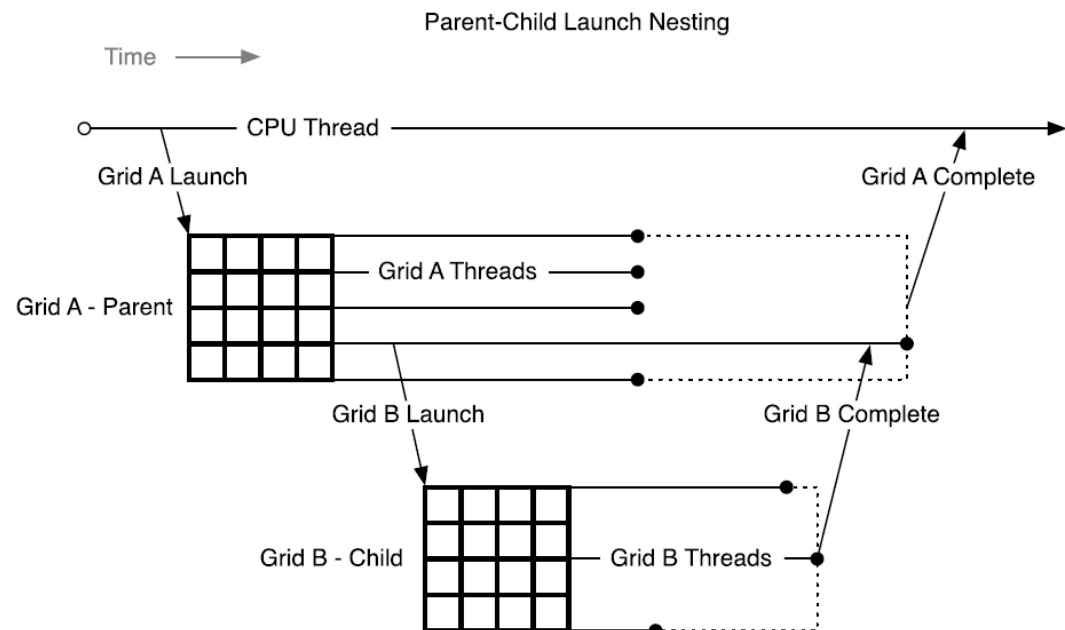 Parent-Child Launch Nesting
Time
CPU Thread
Grid A Launch
Grid A Complete
Grid A Threads
Grid A - Parent
Grid B Launch
Grid B Complete
Grid B - Child
Grid B Threads